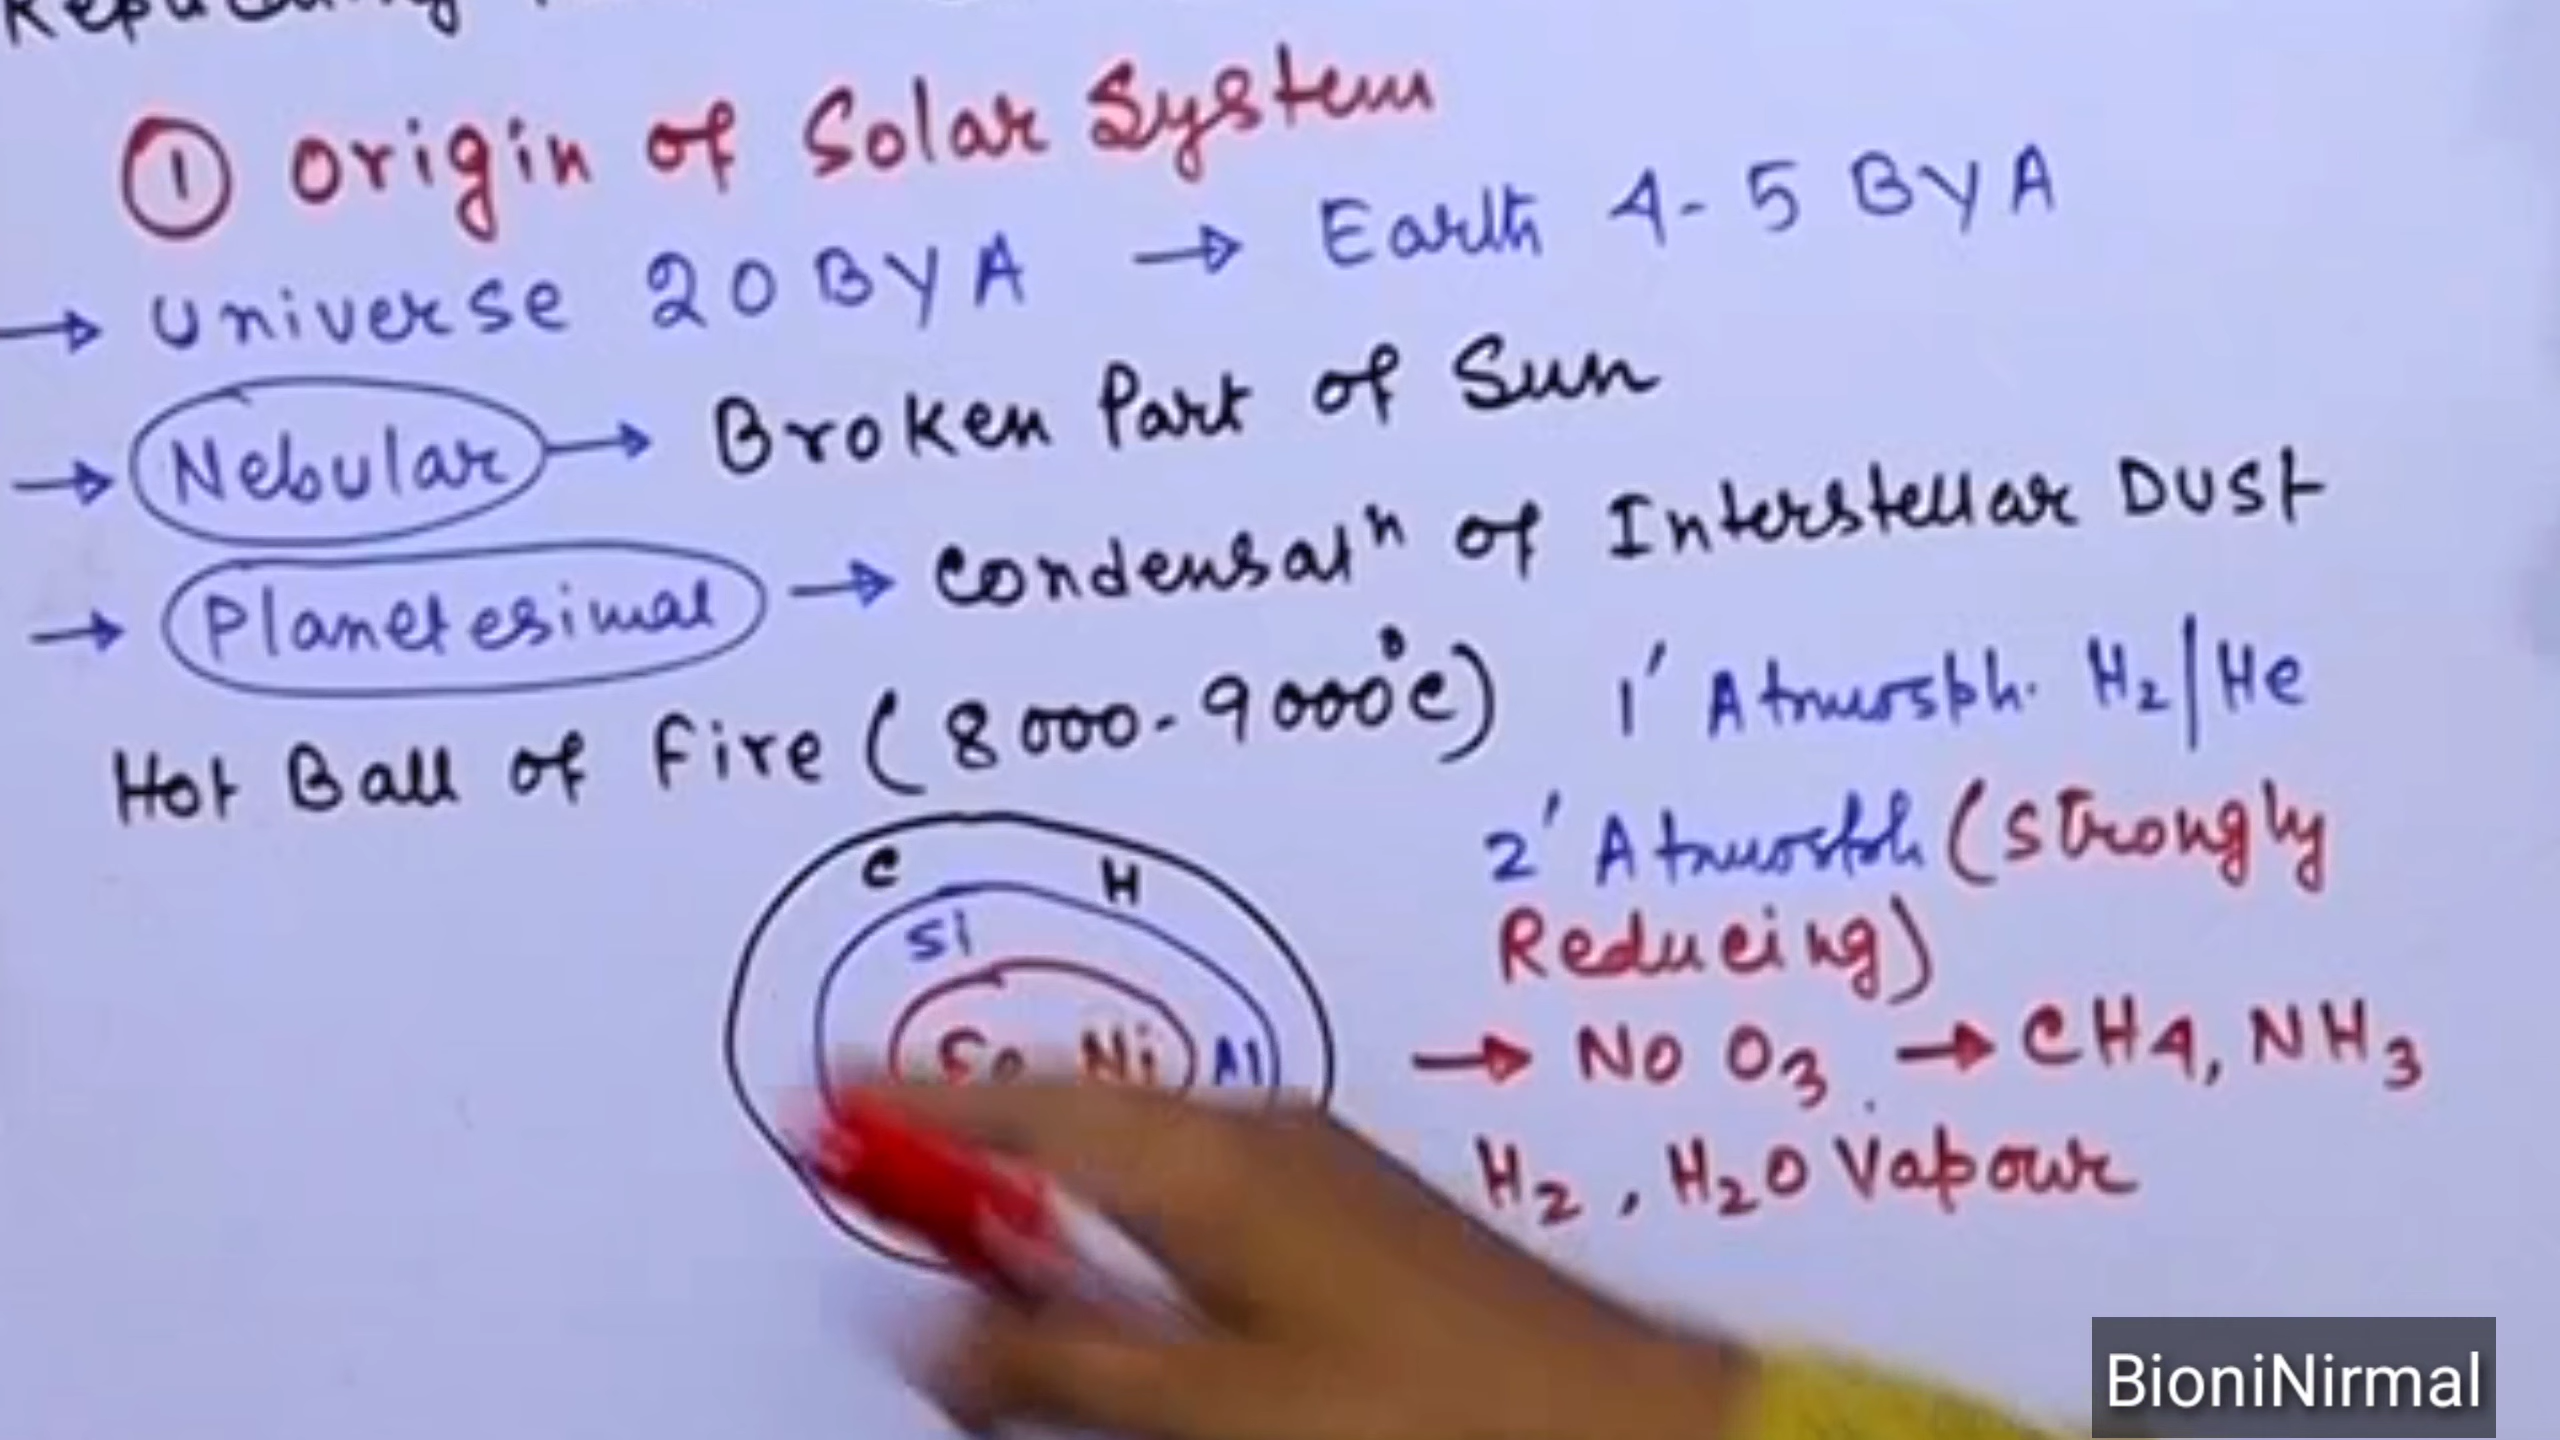 ① Origin of Solar System
→ Universe 20 BYA → Earth 4-5 BYA
→ Nebular → Broken Part of Sun
→ Planetesimal → Condensatⁿ of Interstellar Dust
Hot Ball of Fire (8000-9000°C)
1' Atmosph. H2/He
2' Atmosph (Strongly
Reducing)
→ No O3 → CH4, NH3
H2, H2O Vapour
C H
Si
Fe Ni Al
BioniNirmal